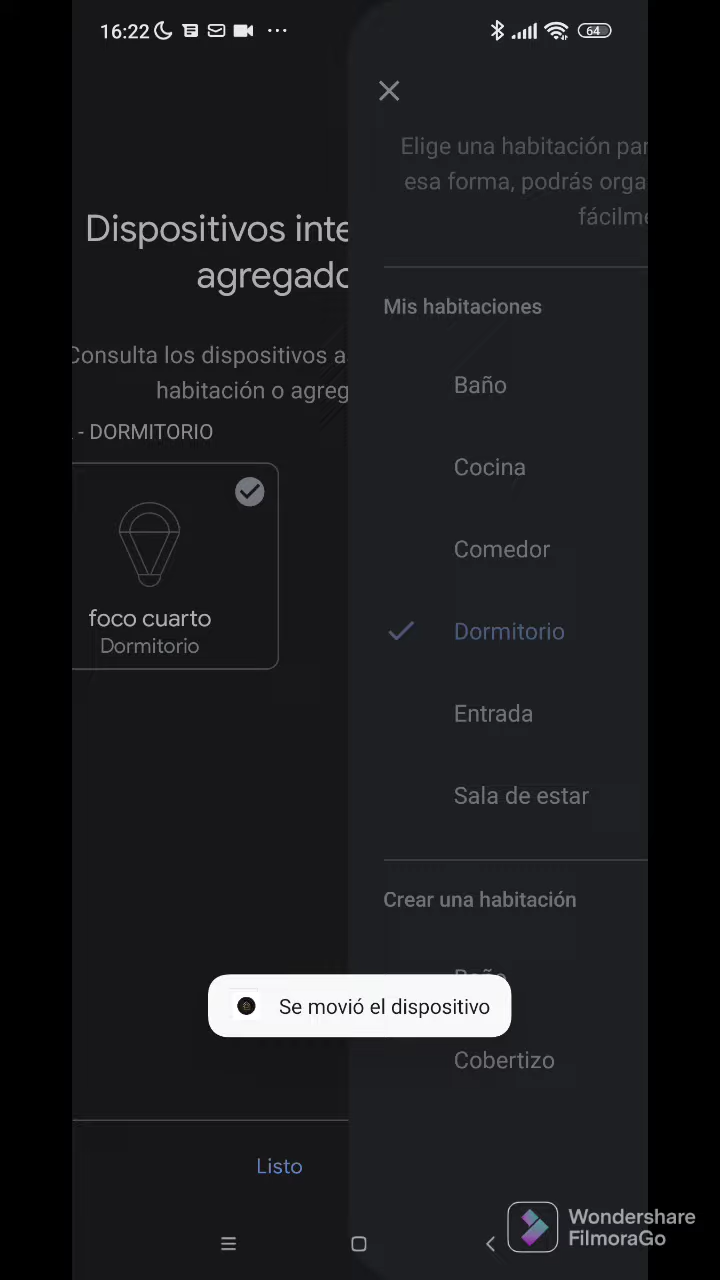 16:22
64
Dispositivos inte
agregado
Consulta los dispositivos a
habitación o agreg
- DORMITORIO
foco cuarto
Dormitorio
Listo
Elige una habitación par
esa forma, podrás orga
fácilme
Mis habitaciones
Baño
Cocina
Comedor
Dormitorio
Entrada
Sala de estar
Crear una habitación
Baño
Se movió el dispositivo
Cobertizo
Wondershare
FilmoraGo